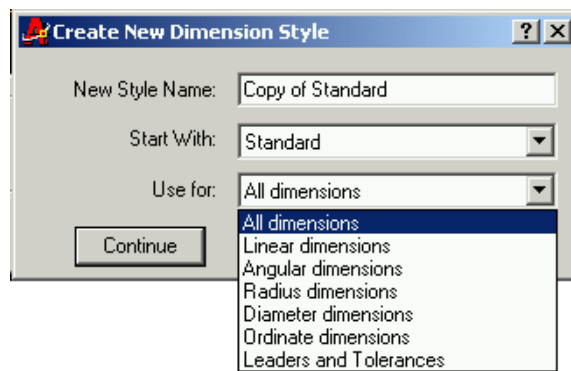 Create New Dimension Style
New Style Name: Copy of Standard
Start With: Standard
Use for: All dimensions
Continue
All dimensions
Linear dimensions
Angular dimensions
Radius dimensions
Diameter dimensions
Ordinate dimensions
Leaders and Tolerances